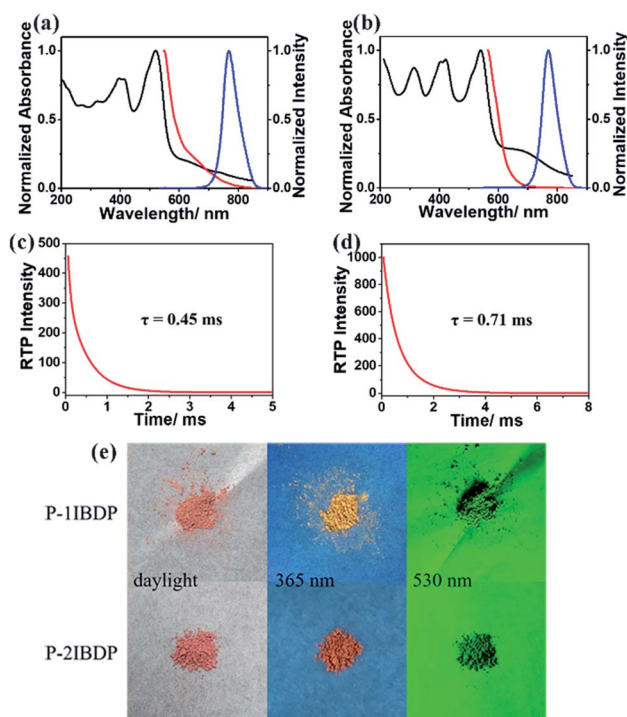 (a)
(b)
Normalized Absorbance
1.0
0.5
0.0
1.0
0.5
0.0
Normalized Intensity
200 400 600 800
Wavelength/ nm
Normalized Absorbance
1.0
0.5
0.0
1.0
0.5
0.0
Normalized Intensity
200 400 600 800
Wavelength/ nm
(c)
RTP Intensity
500
400
300
200
100
0
τ = 0.45 ms
0 1 2 3 4 5
Time/ ms
(d)
RTP Intensity
1000
800
600
400
200
0
τ = 0.71 ms
0 2 4 6 8
Time/ ms
(e)
P-1IBDP
daylight 365 nm 530 nm
P-2IBDP